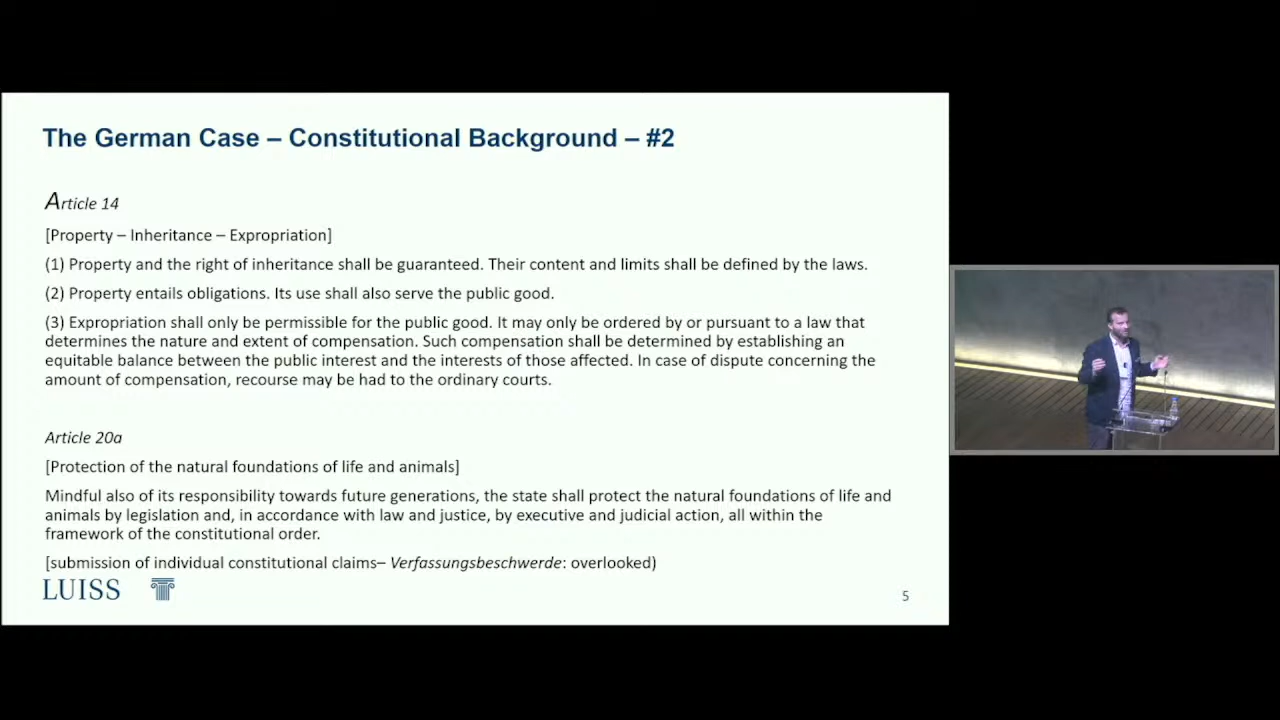 The German Case – Constitutional Background – #2
Article 14
[Property – Inheritance – Expropriation]
(1) Property and the right of inheritance shall be guaranteed. Their content and limits shall be defined by the laws.
(2) Property entails obligations. Its use shall also serve the public good.
(3) Expropriation shall only be permissible for the public good. It may only be ordered by or pursuant to a law that
determines the nature and extent of compensation. Such compensation shall be determined by establishing an
equitable balance between the public interest and the interests of those affected. In case of dispute concerning the
amount of compensation, recourse may be had to the ordinary courts.
Article 20a
[Protection of the natural foundations of life and animals]
Mindful also of its responsibility towards future generations, the state shall protect the natural foundations of life and
animals by legislation and, in accordance with law and justice, by executive and judicial action, all within the
framework of the constitutional order.
[submission of individual constitutional claims– Verfassungsbeschwerde: overlooked)
LUISS
5